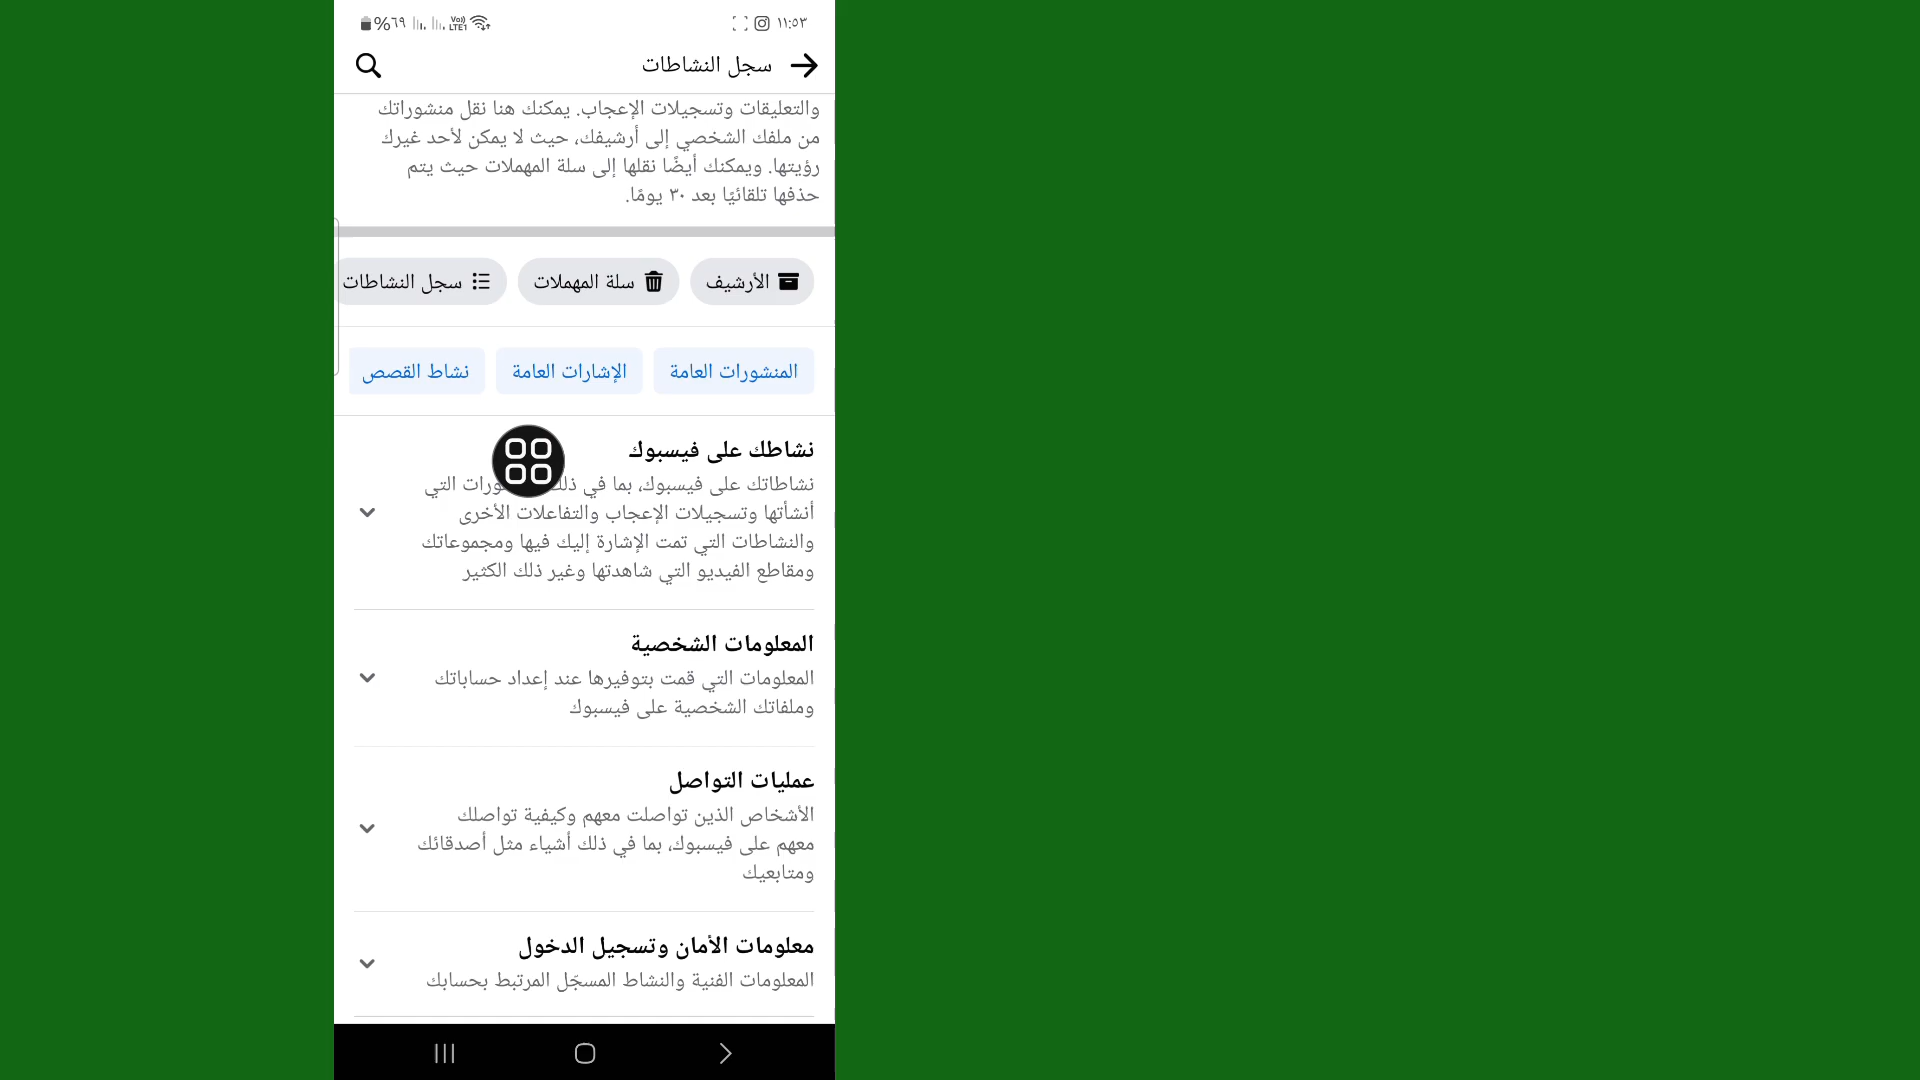 ١١:٥٣
%٦٩
Vo)) LTE1
سجل النشاطات
والتعليقات وتسجيلات الإعجاب. يمكنك هنا نقل منشوراتك
من ملفك الشخصي إلى أرشيفك، حيث لا يمكن لأحد غيرك
رؤيتها. ويمكنك أيضًا نقلها إلى سلة المهملات حيث يتم
حذفها تلقائيًا بعد ٣٠ يومًا.
الأرشيف
سلة المهملات
سجل النشاطات
المنشورات العامة
الإشارات العامة
نشاط القصص
نشاطك على فيسبوك
نشاطاتك على فيسبوك، بما في ذلك ورات التي
أنشأتها وتسجيلات الإعجاب والتفاعلات الأخرى
والنشاطات التي تمت الإشارة إليك فيها ومجموعاتك
ومقاطع الفيديو التي شاهدتها وغير ذلك الكثير
المعلومات الشخصية
المعلومات التي قمت بتوفيرها عند إعداد حساباتك
وملفاتك الشخصية على فيسبوك
عمليات التواصل
الأشخاص الذين تواصلت معهم وكيفية تواصلك
معهم على فيسبوك، بما في ذلك أشياء مثل أصدقائك
ومتابعيك
معلومات الأمان وتسجيل الدخول
المعلومات الفنية والنشاط المسجّل المرتبط بحسابك